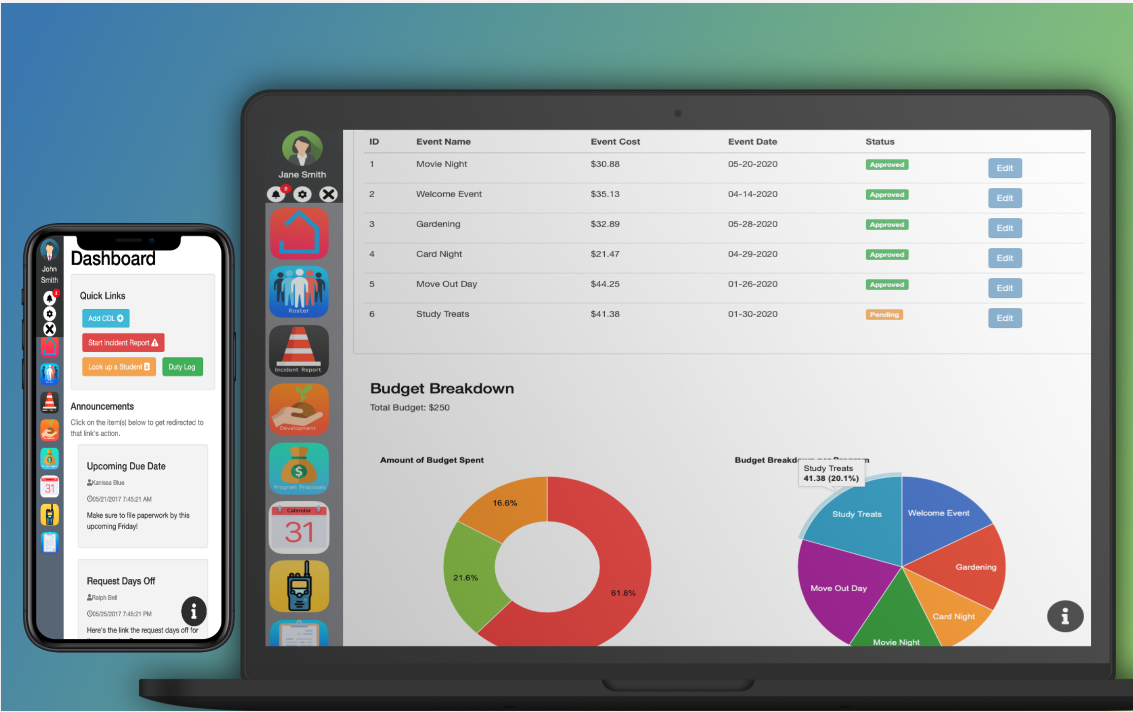 ID Event Name Event Cost Event Date Status
1 Movie Night $30.88 05-20-2020 Approved Edit
2 Welcome Event $35.13 04-14-2020 Approved Edit
3 Gardening $32.89 05-28-2020 Approved Edit
4 Card Night $21.47 04-29-2020 Approved Edit
5 Move Out Day $44.25 01-26-2020 Approved Edit
6 Study Treats $41.38 01-30-2020 Pending Edit
Jane Smith
2
Roster
Incident Report
Development
Program Proposals
Calendar
31
Budget Breakdown
Total Budget: $250
Amount of Budget Spent
16.6%
21.6%
61.8%
Budget Breakdown per Program
Study Treats
41.38 (20.1%)
Study Treats
Welcome Event
Gardening
Card Night
Movie Night
Move Out Day
i
John
Smith
Dashboard
Quick Links
Add CDL
Start Incident Report
Look up a Student
Duty Log
Announcements
Click on the item(s) below to get redirected to
that link's action.
Upcoming Due Date
Karissa Blue
05/21/2017 7:45:21 AM
Make sure to file paperwork by this
upcoming Friday!
Request Days Off
Ralph Bell
05/25/2017 7:45:21 PM
Here's the link the request days off for
31
i